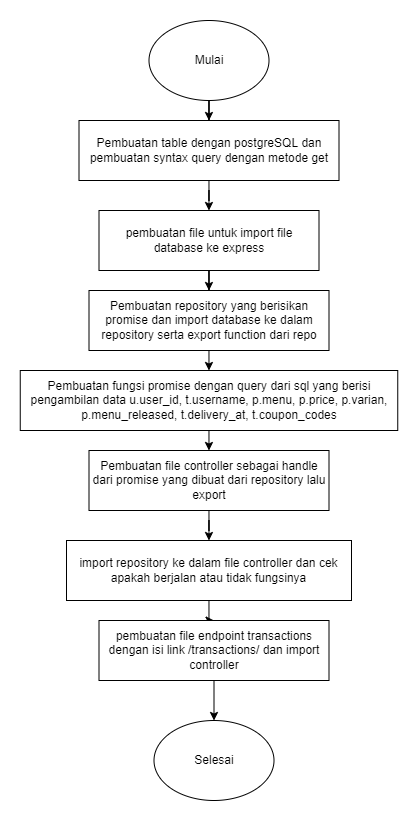 Mulai
Pembuatan table dengan postgreSQL dan
pembuatan syntax query dengan metode get
pembuatan file untuk import file
database ke express
Pembuatan repository yang berisikan
promise dan import database ke dalam
repository serta export function dari repo
Pembuatan fungsi promise dengan query dari sql yang berisi
pengambilan data u.user_id, t.username, p.menu, p.price, p.varian,
p.menu_released, t.delivery_at, t.coupon_codes
Pembuatan file controller sebagai handle
dari promise yang dibuat dari repository lalu
export
import repository ke dalam file controller dan cek
apakah berjalan atau tidak fungsinya
pembuatan file endpoint transactions
dengan isi link /transactions/ dan import
controller
Selesai